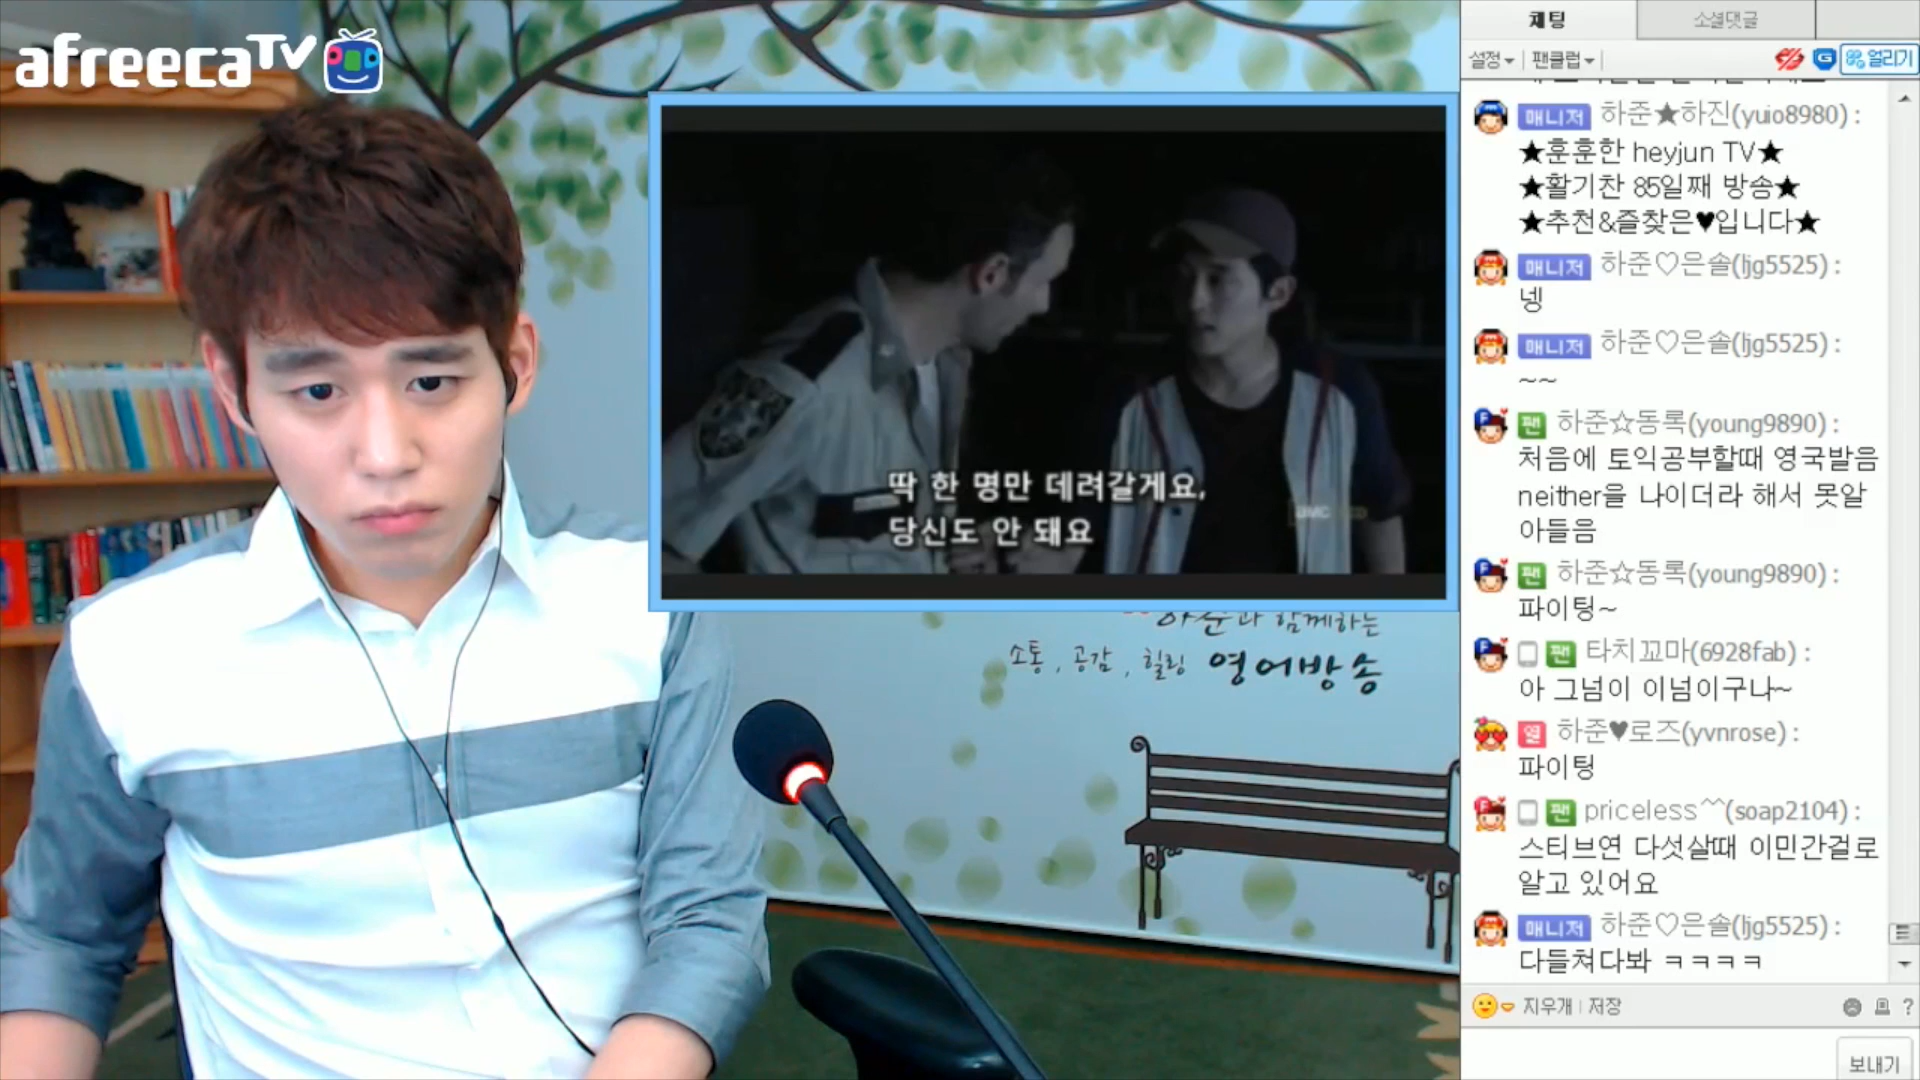 afreecaTV
딱 한 명만 데려갈게요,
당신도 안 돼요
하준과 함께하는
소통, 공감, 힐링 영어방송
채팅
소셜댓글
설정
팬클럽
얼리기
매니저 하준★하진(yuio8980) :
★훈훈한 heyjun TV★
★활기찬 85일째 방송★
★추천&즐찾은♥입니다★
매니저 하준♡은솔(ljg5525) :
넹
매니저 하준♡은솔(ljg5525) :
~~
팬 하준☆동록(young9890) :
처음에 토익공부할때 영국발음
neither을 나이더라 해서 못알
아들음
팬 하준☆동록(young9890) :
파이팅~
팬 타치꼬마(6928fab) :
아 그넘이 이넘이구나~
열 하준♥로즈(yvnrose) :
파이팅
팬 priceless^^(soap2104) :
스티브연 다섯살때 이민간걸로
알고 있어요
매니저 하준♡은솔(ljg5525) :
다들쳐다봐 ㅋㅋㅋㅋ
지우개 | 저장
보내기